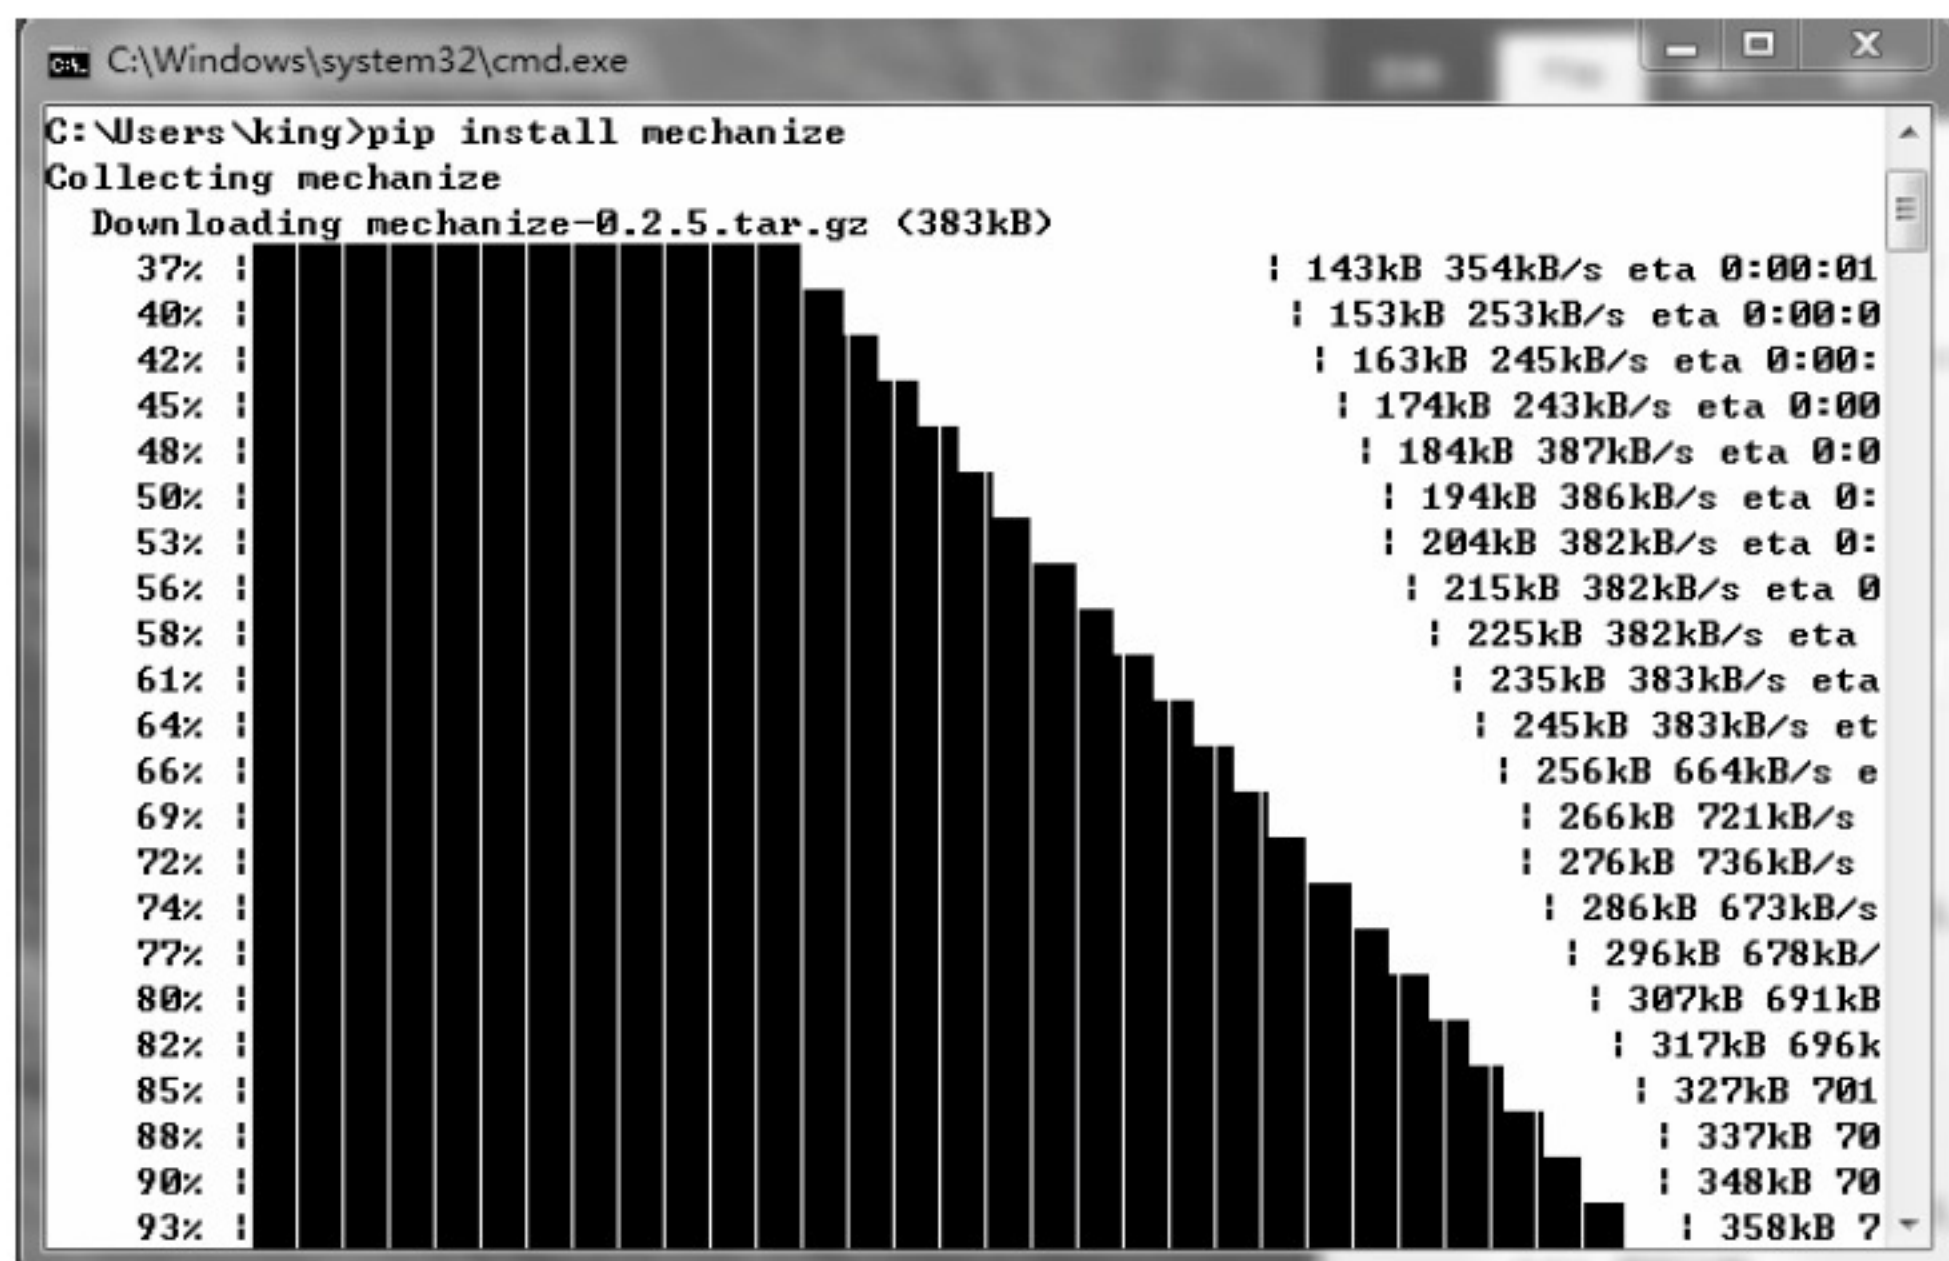 C:\Windows\system32\cmd.exe
C:\Users\king>pip install mechanize
Collecting mechanize
Downloading mechanize-0.2.5.tar.gz (383kB)
37% | | 143kB 354kB/s eta 0:00:01
40% | | 153kB 253kB/s eta 0:00:0
42% | | 163kB 245kB/s eta 0:00:
45% | | 174kB 243kB/s eta 0:00
48% | | 184kB 387kB/s eta 0:0
50% | | 194kB 386kB/s eta 0:
53% | | 204kB 382kB/s eta 0:
56% | | 215kB 382kB/s eta 0
58% | | 225kB 382kB/s eta
61% | | 235kB 383kB/s eta
64% | | 245kB 383kB/s et
66% | | 256kB 664kB/s e
69% | | 266kB 721kB/s
72% | | 276kB 736kB/s
74% | | 286kB 673kB/s
77% | | 296kB 678kB/
80% | | 307kB 691kB
82% | | 317kB 696k
85% | | 327kB 701
88% | | 337kB 70
90% | | 348kB 70
93% | | 358kB 7